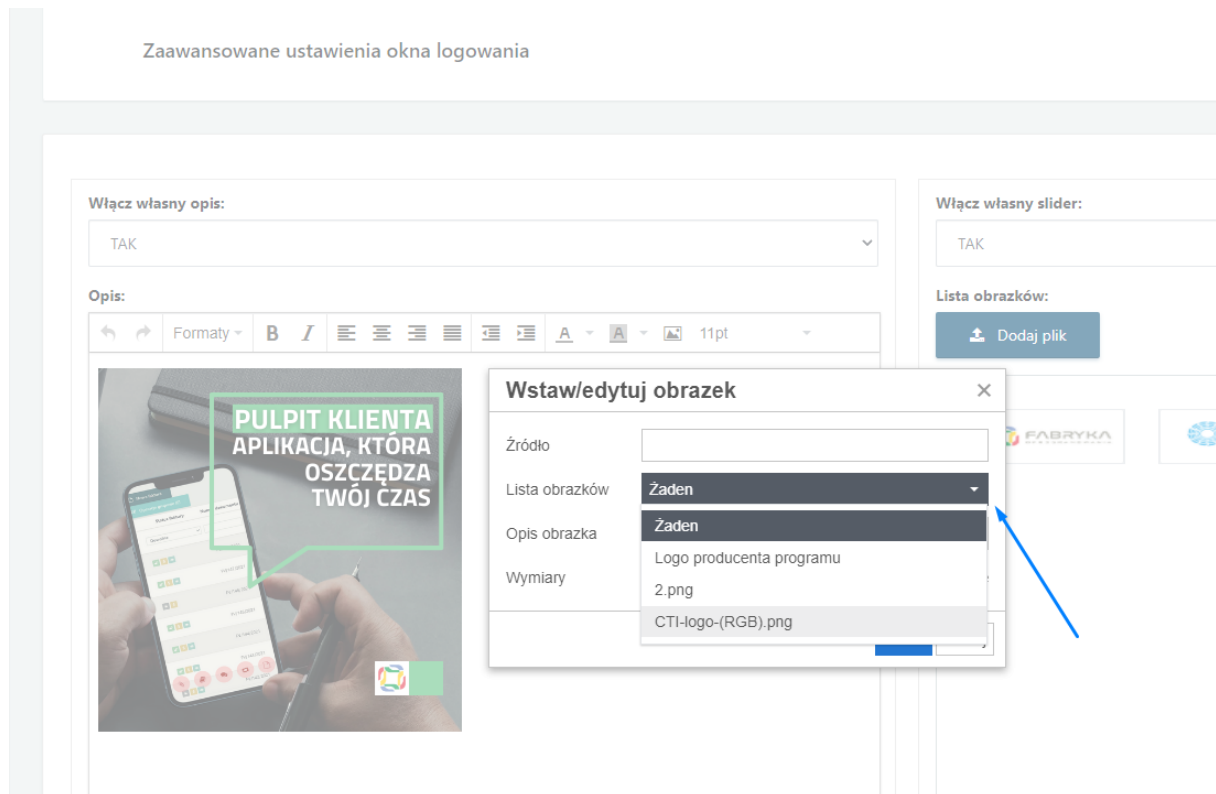 Zaawansowane ustawienia okna logowania
Włącz własny opis:
TAK
Opis:
Formaty
B I
A A 11pt
PULPIT KLIENTA
APLIKACJA, KTÓRA
OSZCZĘDZA
TWÓJ CZAS
Włącz własny slider:
TAK
Lista obrazków:
Dodaj plik
FABRYKA
Wstaw/edytuj obrazek
Źródło
Lista obrazków
Żaden
Żaden
Logo producenta programu
2.png
CTI-logo-(RGB).png
Opis obrazka
Wymiary